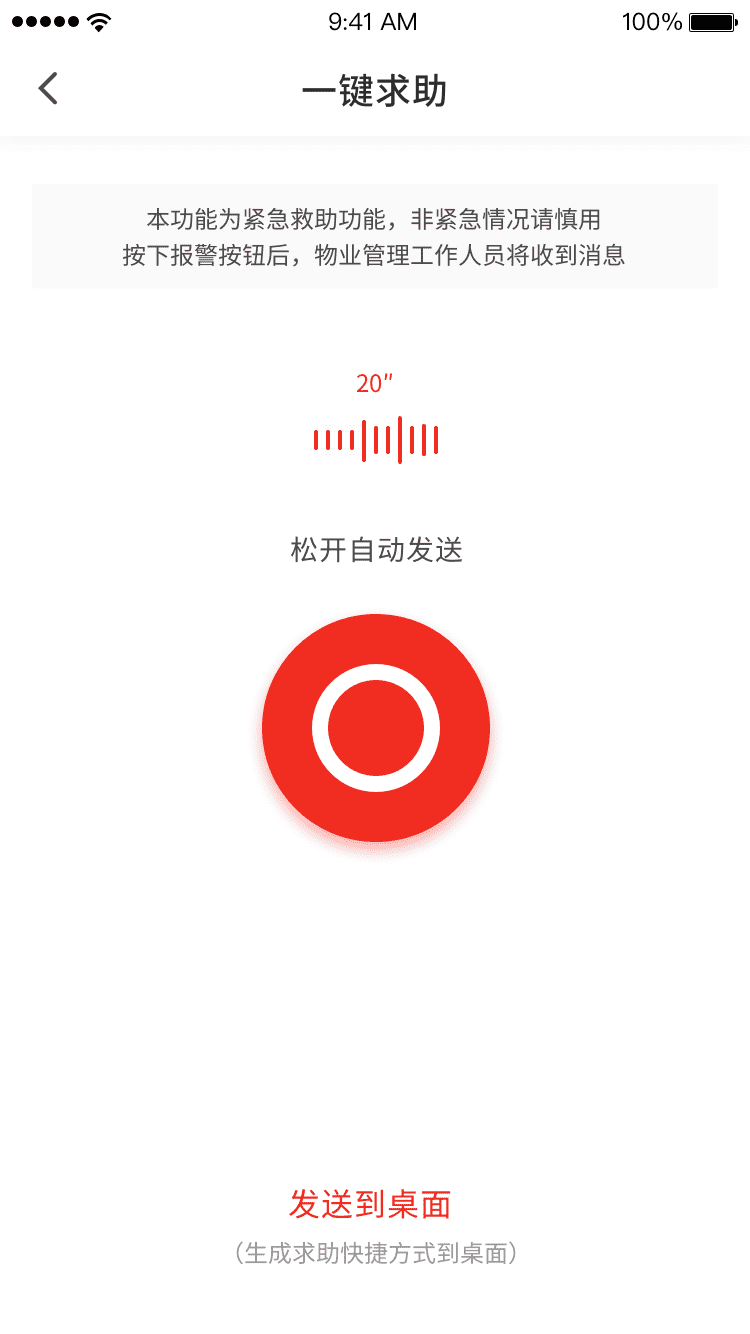 9:41 AM
100%
一键求助
本功能为紧急救助功能，非紧急情况请慎用
按下报警按钮后，物业管理工作人员将收到消息
20″
松开自动发送
发送到桌面
（生成求助快捷方式到桌面）